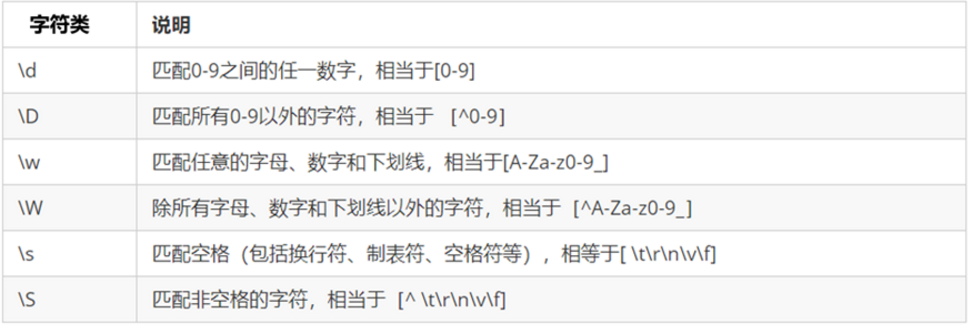 字符类 说明
\d 匹配0-9之间的任一数字，相当于[0-9]
\D 匹配所有0-9以外的字符，相当于 [^0-9]
\w 匹配任意的字母、数字和下划线，相当于[A-Za-z0-9_]
\W 除所有字母、数字和下划线以外的字符，相当于 [^A-Za-z0-9_]
\s 匹配空格（包括换行符、制表符、空格符等），相等于[ \t\r\n\v\f]
\S 匹配非空格的字符，相当于 [^ \t\r\n\v\f]